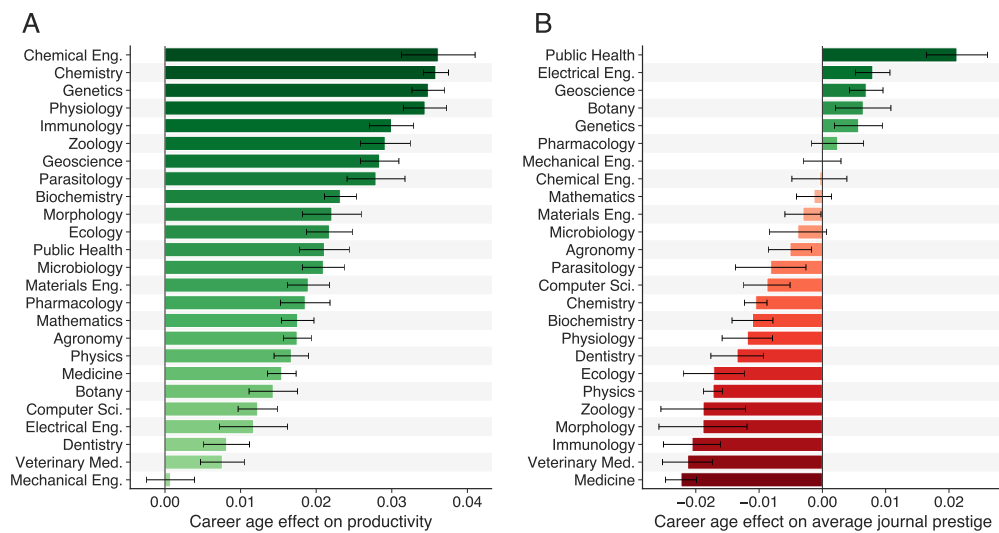 A
Chemical Eng.
Chemistry
Genetics
Physiology
Immunology
Zoology
Geoscience
Parasitology
Biochemistry
Morphology
Ecology
Public Health
Microbiology
Materials Eng.
Pharmacology
Mathematics
Agronomy
Physics
Medicine
Botany
Computer Sci.
Electrical Eng.
Dentistry
Veterinary Med.
Mechanical Eng.
0.00 0.01 0.02 0.03 0.04
Career age effect on productivity
B
Public Health
Electrical Eng.
Geoscience
Botany
Genetics
Pharmacology
Mechanical Eng.
Chemical Eng.
Mathematics
Materials Eng.
Microbiology
Agronomy
Parasitology
Computer Sci.
Chemistry
Biochemistry
Physiology
Dentistry
Ecology
Physics
Zoology
Morphology
Immunology
Veterinary Med.
Medicine
−0.02 −0.01 0.00 0.01 0.02
Career age effect on average journal prestige